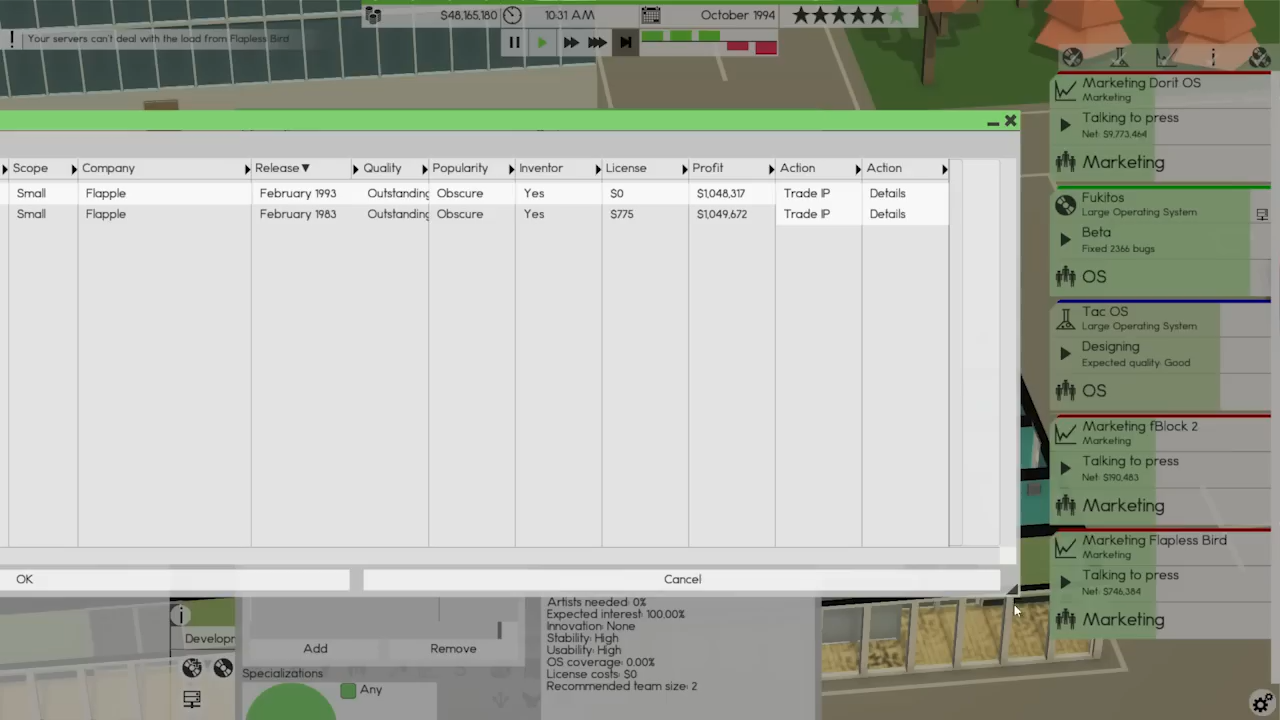 $48,165,180
10:31 AM
October 1994
! Your servers can't deal with the load from Flapless Bird
Scope Company Release▼ Quality Popularity Inventor License Profit Action Action
Small Flapple February 1993 Outstanding Obscure Yes $0 $1,048,317 Trade IP Details
Small Flapple February 1983 Outstanding Obscure Yes $775 $1,049,672 Trade IP Details
OK
Cancel
Developr
Add
Remove
Specializations
Any
Artists needed: 0%
Expected interest: 100.00%
Innovation: None
Stability: High
Usability: High
OS coverage: 0.00%
License costs: $0
Recommended team size: 2
Marketing Dorit OS
Marketing
Talking to press
Net: $9,773,464
Marketing
Fukitos
Large Operating System
Beta
Fixed 2366 bugs
OS
Tac OS
Large Operating System
Designing
Expected quality: Good
OS
Marketing fBlock 2
Marketing
Talking to press
Net: $190,483
Marketing
Marketing Flapless Bird
Marketing
Talking to press
Net: $746,384
Marketing